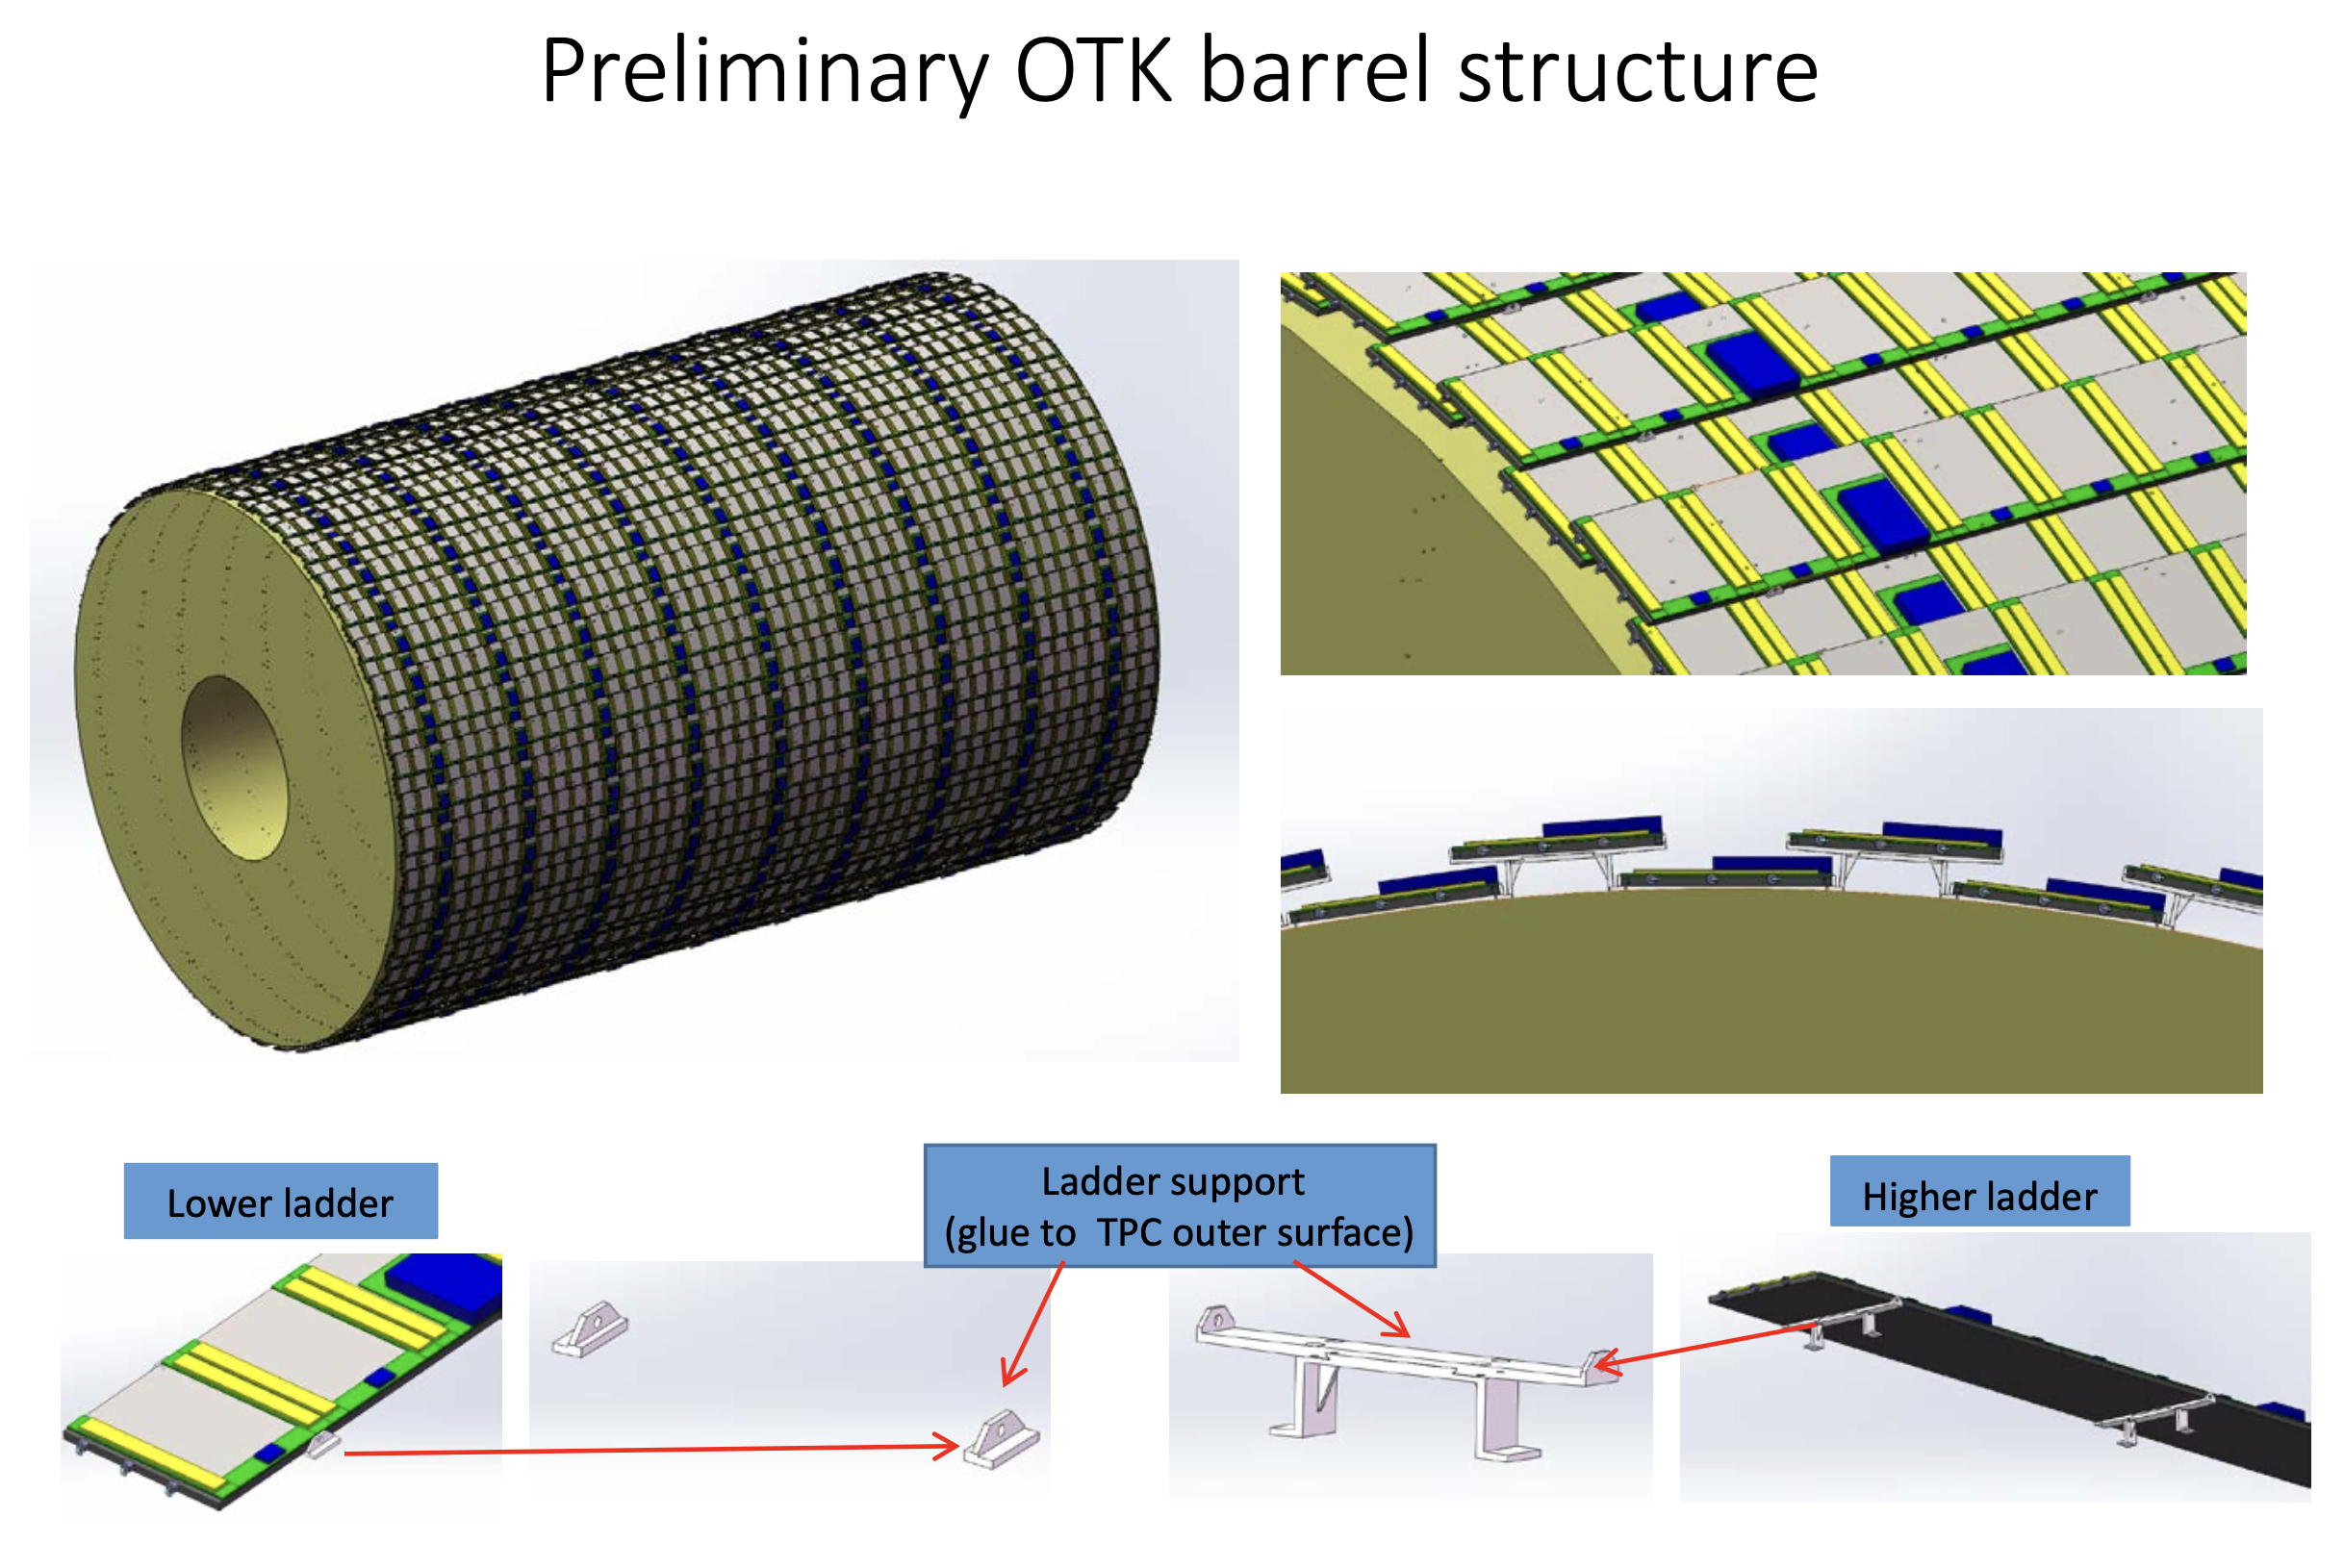 Preliminary OTK barrel structure
Lower ladder
Ladder support
(glue to  TPC outer surface)
Higher ladder